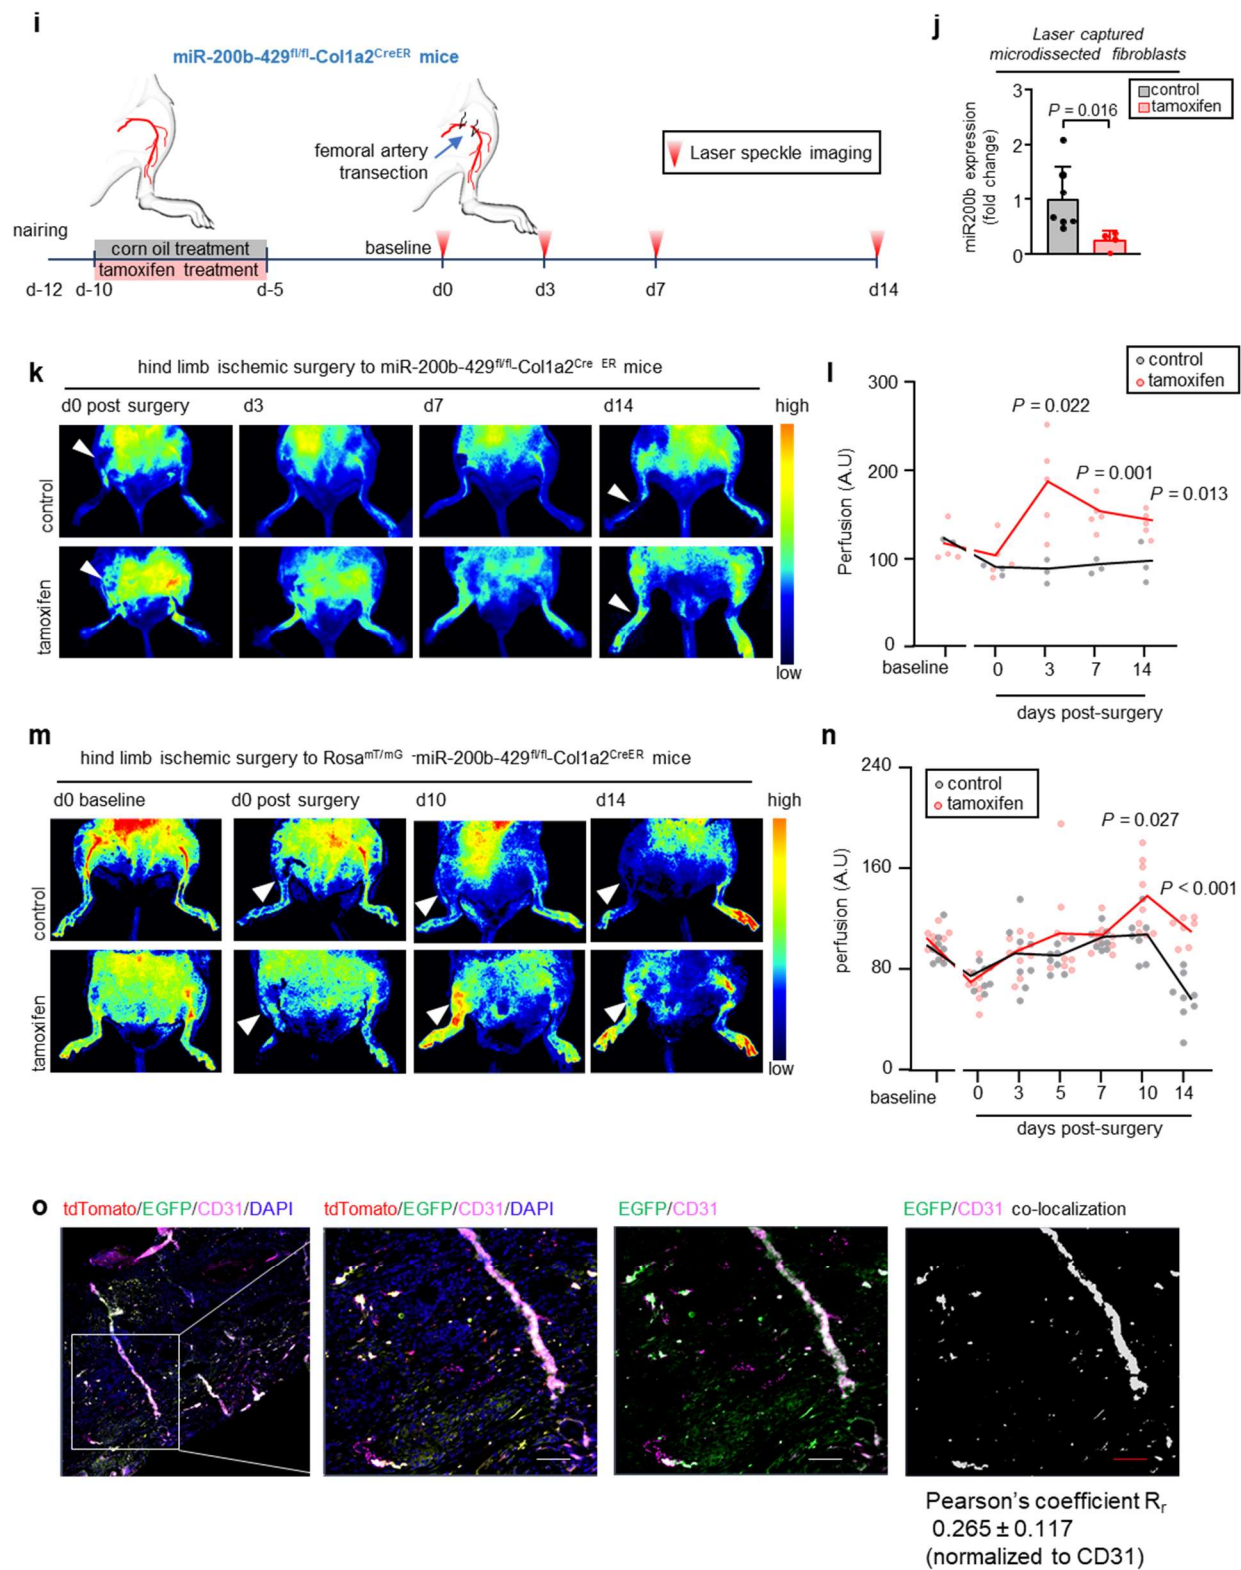 i
miR-200b-429fl/fl-Col1a2CreER mice
femoral artery
transection
Laser speckle imaging
nairing
corn oil treatment
tamoxifen treatment
baseline
d-12 d-10 d-5 d0 d3 d7 d14
j
Laser captured
microdissected fibroblasts
control
tamoxifen
P = 0.016
miR200b expression
(fold change)
3
2
1
0
k
hind limb ischemic surgery to miR-200b-429fl/fl-Col1a2Cre ER mice
d0 post surgery d3 d7 d14 high
control
tamoxifen
low
l
control
tamoxifen
Perfusion (A.U)
300
200
100
0
P = 0.022
P = 0.001
P = 0.013
baseline 0 3 7 14
days post-surgery
m
hind limb ischemic surgery to RosamT/mG -miR-200b-429fl/fl-Col1a2CreER mice
d0 baseline d0 post surgery d10 d14 high
control
tamoxifen
low
n
control
tamoxifen
perfusion (A.U)
240
160
80
0
P = 0.027
P < 0.001
baseline 0 3 5 7 10 14
days post-surgery
o
tdTomato/EGFP/CD31/DAPI tdTomato/EGFP/CD31/DAPI EGFP/CD31 EGFP/CD31 co-localization
Pearson's coefficient Rr
0.265 ± 0.117
(normalized to CD31)